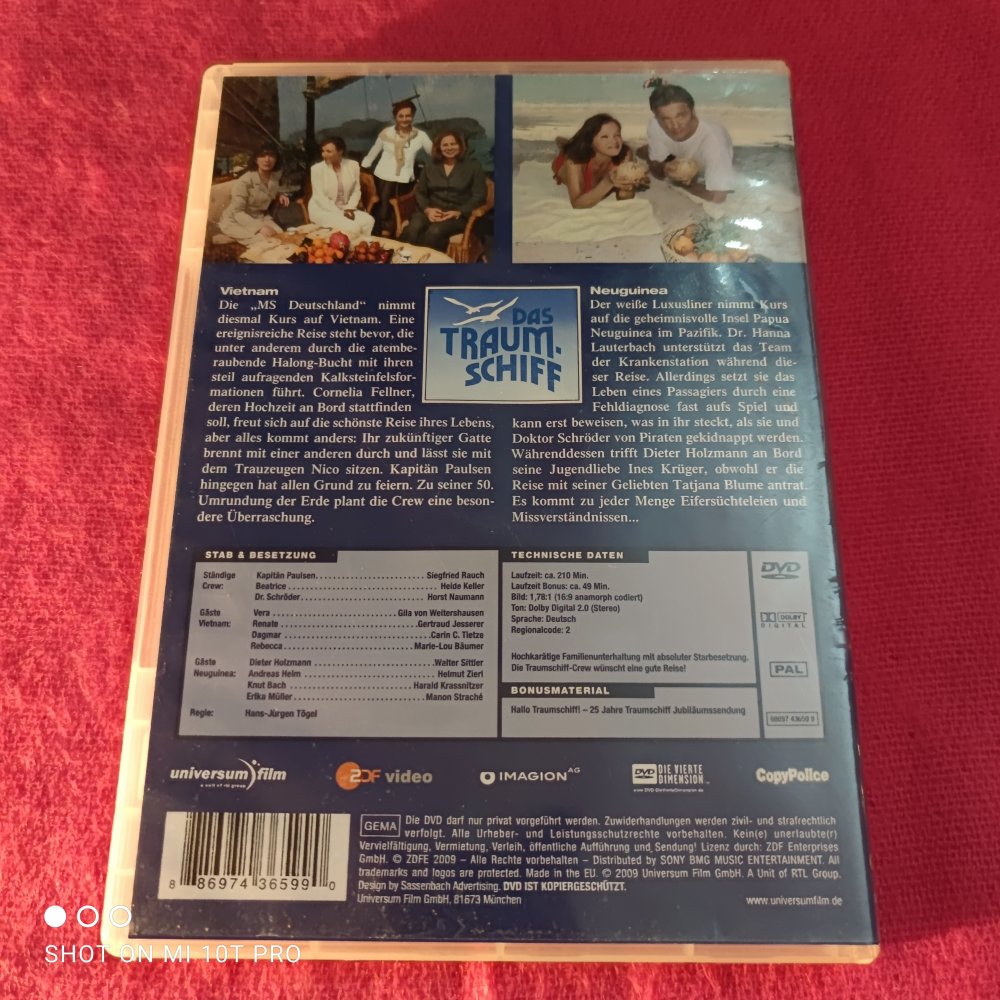 Vietnam
Die „MS Deutschland" nimmt
diesmal Kurs auf Vietnam. Eine
ereignisreiche Reise steht bevor, die
unter anderem durch die atembe-
raubende Halong-Bucht mit ihren
steil aufragenden Kalksteinfelsfor-
mationen führt. Cornelia Fellner,
deren Hochzeit an Bord stattfinden
soll, freut sich auf die schönste Reise ihres Lebens,
aber alles kommt anders: Ihr zukünftiger Gatte
brennt mit einer anderen durch und lässt sie mit
dem Trauzeugen Nico sitzen. Kapitän Paulsen
hingegen hat allen Grund zu feiern. Zu seiner 50.
Umrundung der Erde plant die Crew eine beson-
dere Überraschung.
DAS
TRAUM-
SCHIFF
Neuguinea
Der weiße Luxusliner nimmt Kurs
auf die geheimnisvolle Insel Papua
Neuguinea im Pazifik. Dr. Hanna
Lauterbach unterstützt das Team
der Krankenstation während die-
ser Reise. Allerdings setzt sie das
Leben eines Passagiers durch eine
Fehldiagnose fast aufs Spiel und
kann erst beweisen, was in ihr steckt, als sie und
Doktor Schröder von Piraten gekidnappt werden.
Währenddessen trifft Dieter Holzmann an Bord
seine Jugendliebe Ines Krüger, obwohl er die
Reise mit seiner Geliebten Tatjana Blume antrat.
Es kommt zu jeder Menge Eifersüchteleien und
Missverständnissen...
STAB & BESETZUNG
Ständige Kapitän Paulsen Siegfried Rauch
Crew: Beatrice Heide Keller
Dr. Schröder Horst Naumann
Gäste Vera Gila von Weitershausen
Vietnam: Renate Gertraud Jesserer
Dagmar Carin C. Tietze
Rebecca Marie-Lou Bäumer
Gäste Dieter Holzmann Walter Sittler
Neuguinea: Andreas Helm Helmut Zierl
Knut Bach Harald Krassnitzer
Erika Müller Manon Straché
Regie: Hans-Jürgen Tögel
TECHNISCHE DATEN
Laufzeit: ca. 210 Min.
Laufzeit Bonus: ca. 49 Min.
Bild: 1,78:1 (16:9 anamorph codiert)
Ton: Dolby Digital 2.0 (Stereo)
Sprache: Deutsch
Regionalcode: 2
Hochkarätige Familienunterhaltung mit absoluter Starbesetzung.
Die Traumschiff-Crew wünscht eine gute Reise!
BONUSMATERIAL
Hallo Traumschiff! – 25 Jahre Traumschiff Jubiläumssendung
DVD
DOLBY
DIGITAL
PAL
88697 43659 9
universum film
a unit of rtl group
ZDF video
IMAGION AG
DVD DIE VIERTE
DIMENSION
www.DVD-DieVierteDimension.de
CopyPolice
GEMA
Die DVD darf nur privat vorgeführt werden. Zuwiderhandlungen werden zivil- und strafrechtlich
verfolgt. Alle Urheber- und Leistungsschutzrechte vorbehalten. Kein(e) unerlaubte(r)
Vervielfältigung, Vermietung, Verleih, öffentliche Aufführung und Sendung! Lizenz durch: ZDF Enterprises
GmbH. © ZDFE 2009 – Alle Rechte vorbehalten – Distributed by SONY BMG MUSIC ENTERTAINMENT. All
trademarks and logos are protected. Made in the EU. © 2009 Universum Film GmbH. A Unit of RTL Group.
Design by Sassenbach Advertising. DVD IST KOPIERGESCHÜTZT.
Universum Film GmbH, 81673 München
www.universumfilm.de
8 86974 36599 0
SHOT ON MI 10T PRO